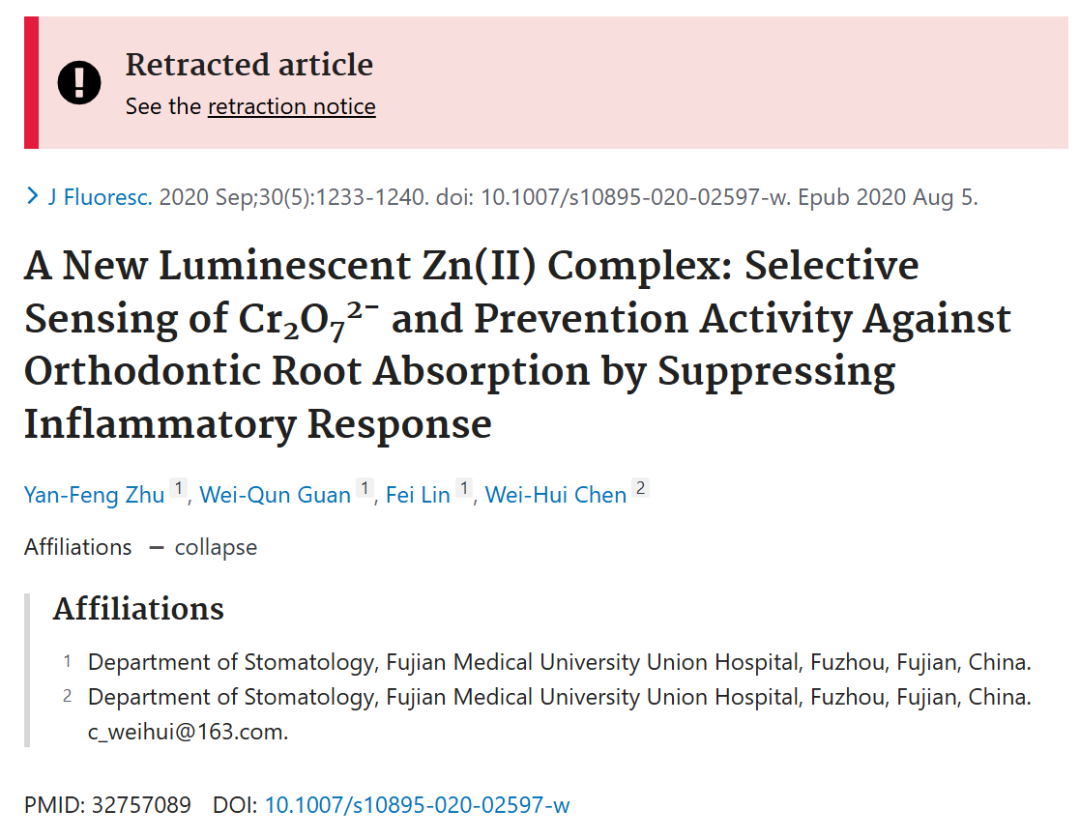 Retracted article
See the retraction notice
J Fluoresc. 2020 Sep;30(5):1233-1240. doi: 10.1007/s10895-020-02597-w. Epub 2020 Aug 5.
A New Luminescent Zn(II) Complex: Selective
Sensing of Cr₂O₇²⁻ and Prevention Activity Against
Orthodontic Root Absorption by Suppressing
Inflammatory Response
Yan-Feng Zhu 1, Wei-Qun Guan 1, Fei Lin 1, Wei-Hui Chen 2
Affiliations – collapse
Affiliations
1 Department of Stomatology, Fujian Medical University Union Hospital, Fuzhou, Fujian, China.
2 Department of Stomatology, Fujian Medical University Union Hospital, Fuzhou, Fujian, China.
c_weihui@163.com.
PMID: 32757089 DOI: 10.1007/s10895-020-02597-w